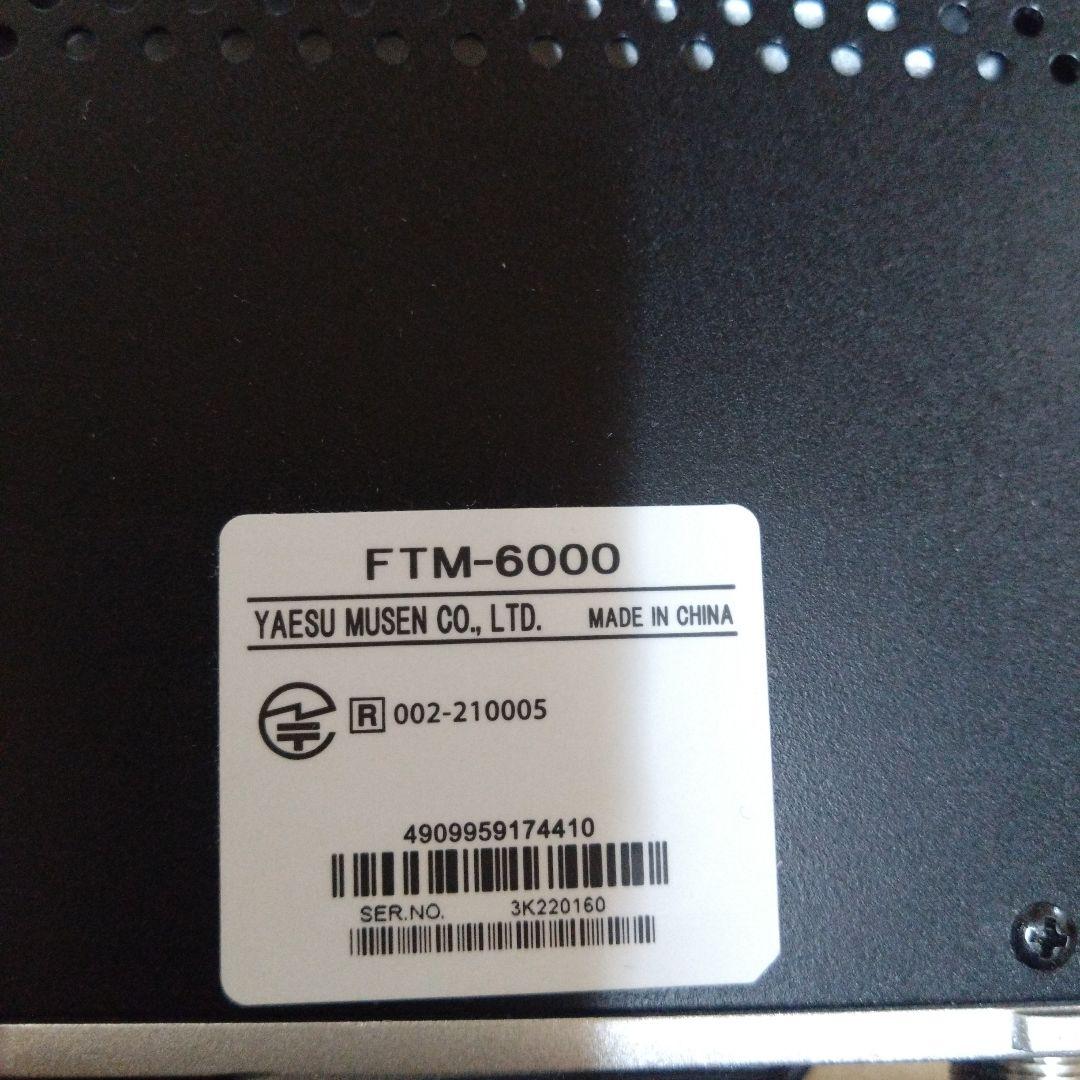 FTM-6000
YAESU MUSEN CO., LTD. MADE IN CHINA
R 002-210005
4909959174410
SER.NO. 3K220160